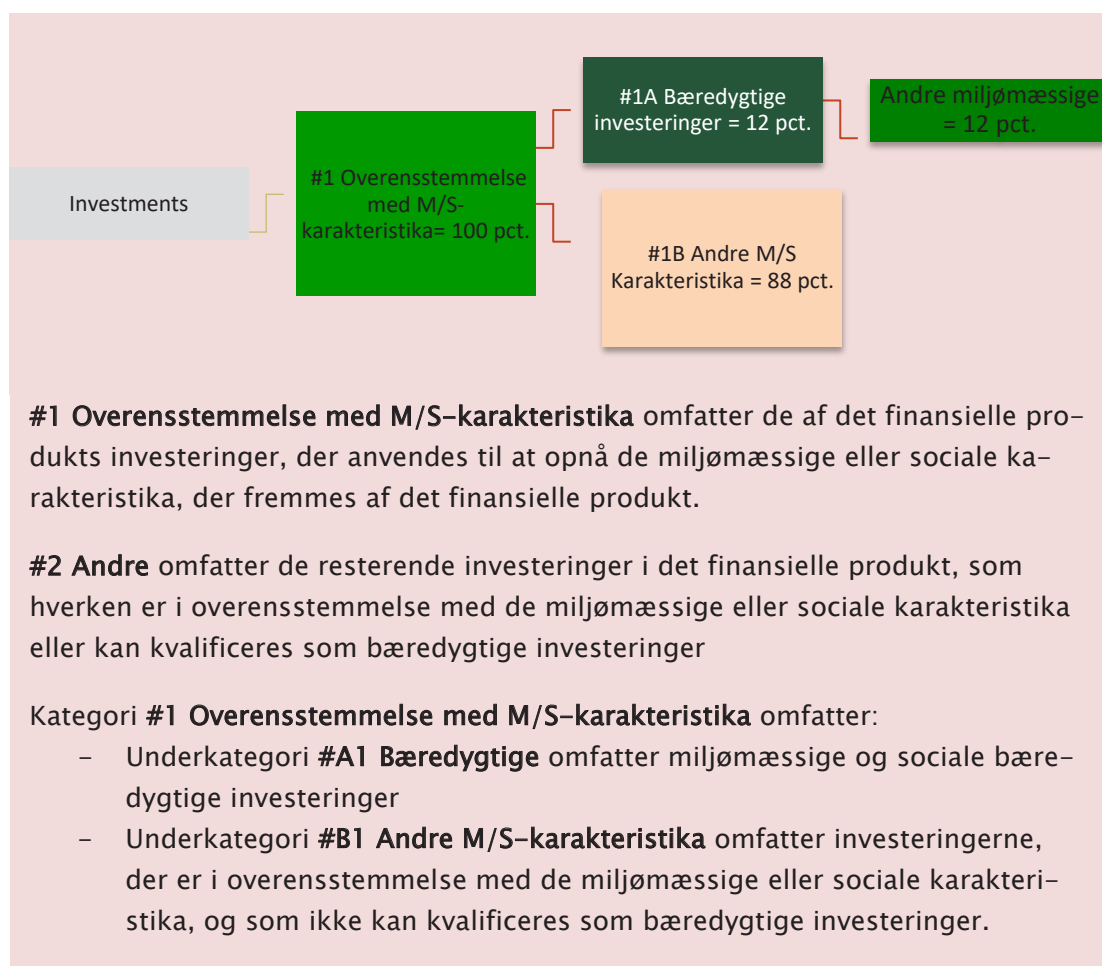 #1A Bæredygtige
investeringer = 12 pct.
Andre miljømæssige
= 12 pct.
Investments
#1 Overensstemmelse
med M/S-
karakteristika= 100 pct.
#1B Andre M/S
Karakteristika = 88 pct.
#1 Overensstemmelse med M/S-karakteristika omfatter de af det finansielle pro-
dukts investeringer, der anvendes til at opnå de miljømæssige eller sociale ka-
rakteristika, der fremmes af det finansielle produkt.
#2 Andre omfatter de resterende investeringer i det finansielle produkt, som
hverken er i overensstemmelse med de miljømæssige eller sociale karakteristika
eller kan kvalificeres som bæredygtige investeringer
Kategori #1 Overensstemmelse med M/S-karakteristika omfatter:
- Underkategori #A1 Bæredygtige omfatter miljømæssige og sociale bære-
dygtige investeringer
- Underkategori #B1 Andre M/S-karakteristika omfatter investeringerne,
der er i overensstemmelse med de miljømæssige eller sociale karakteri-
stika, og som ikke kan kvalificeres som bæredygtige investeringer.